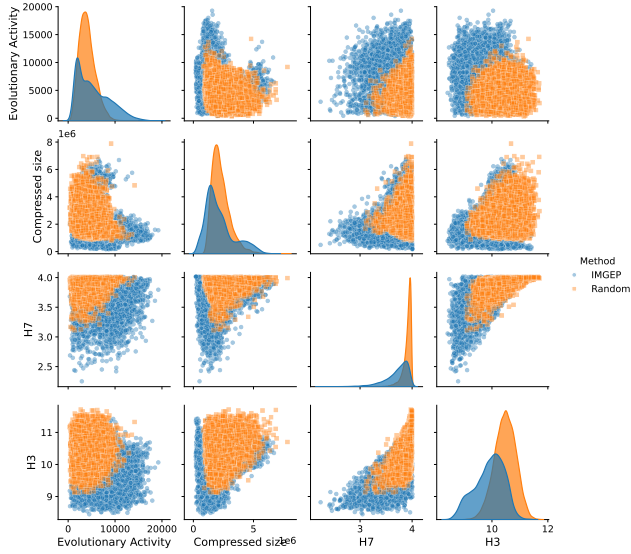 Evolutionary Activity
20000
15000
10000
5000
0
1e6
Compressed size
8
6
4
2
0
H7
4.0
3.5
3.0
2.5
Method
IMGEP
Random
H3
11
10
9
0 10000 20000
Evolutionary Activity
0 5
Compressed size
1e6
3 4
H7
10 12
H3